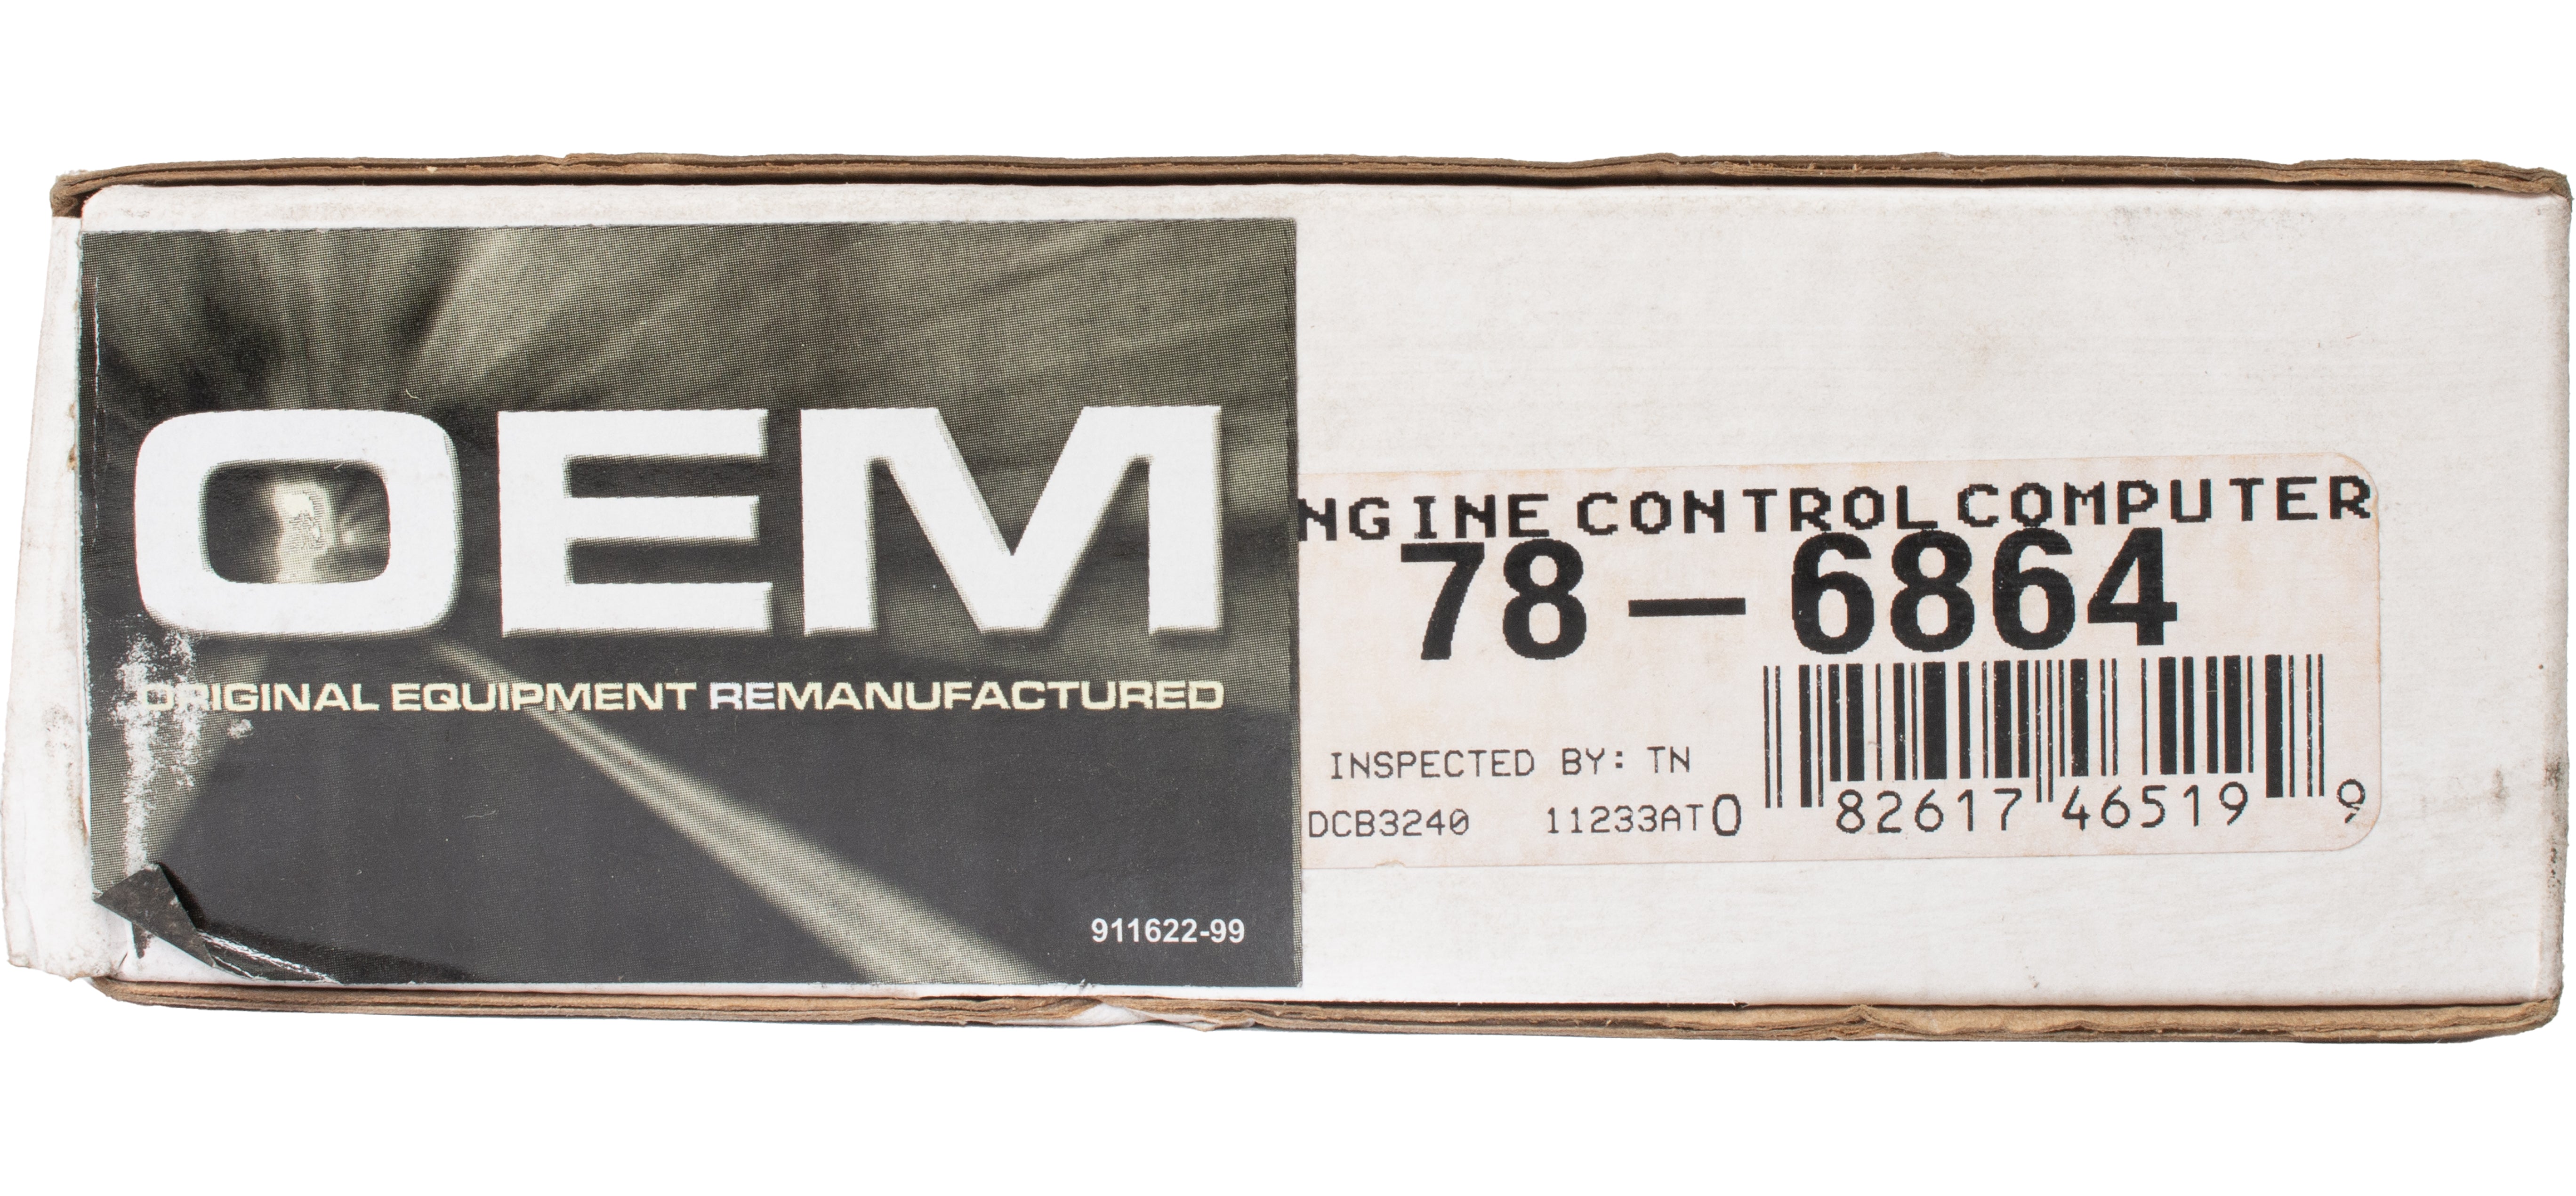 OEM
ORIGINAL EQUIPMENT REMANUFACTURED
911622-99
NGINE CONTROL COMPUTER
78-6864
INSPECTED BY: TN
DCB3240 11233AT
0 82617 46519 9